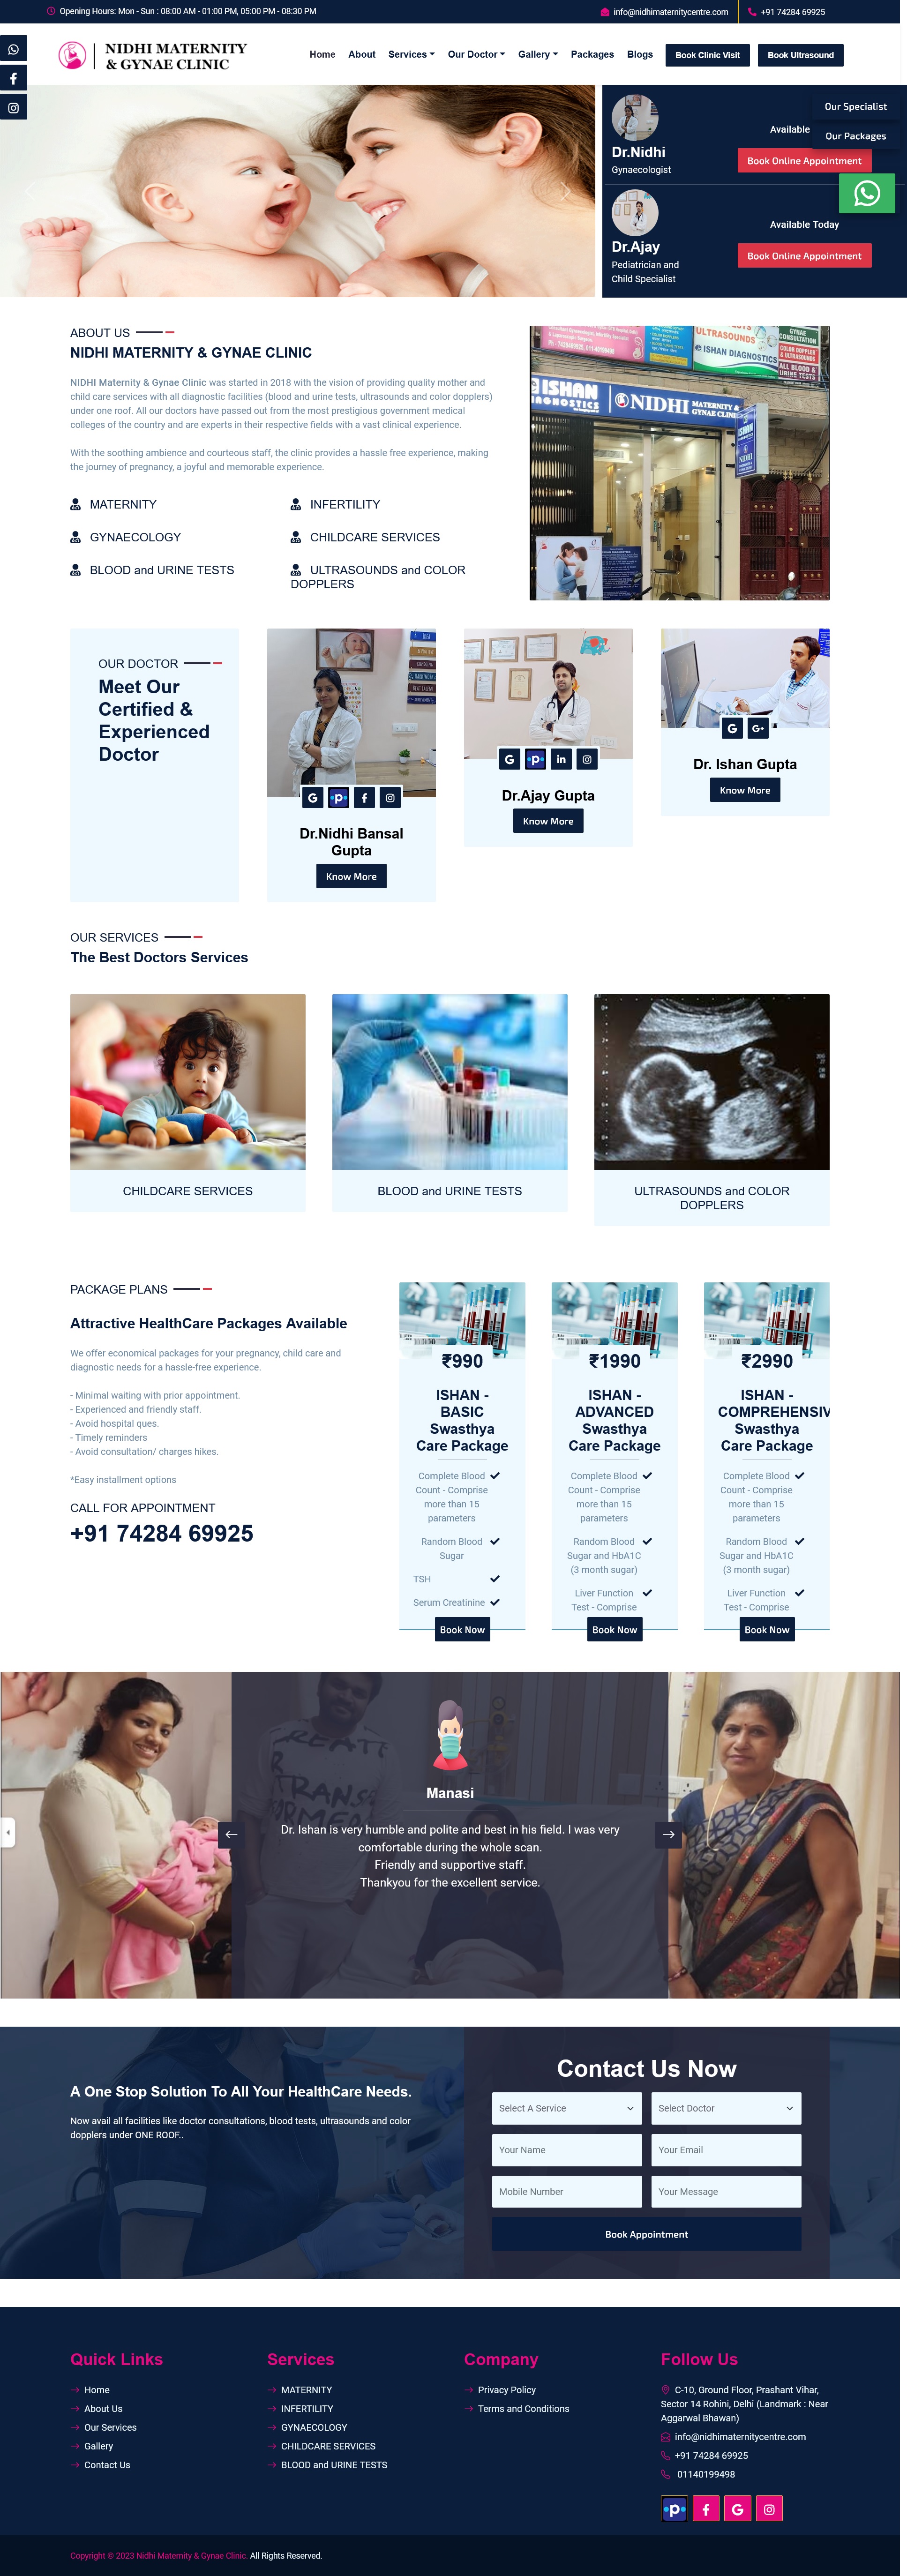 Opening Hours: Mon - Sun : 08:00 AM - 01:00 PM, 05:00 PM - 08:30 PM
info@nidhimaternitycentre.com
+91 74284 69925
NIDHI MATERNITY
& GYNAE CLINIC
Home
About
Services
Our Doctor
Gallery
Packages
Blogs
Book Clinic Visit
Book Ultrasound
Our Specialist
Our Packages
Dr.Nidhi
Gynaecologist
Available
Book Online Appointment
Dr.Ajay
Pediatrician and
Child Specialist
Available Today
Book Online Appointment
ABOUT US
NIDHI MATERNITY & GYNAE CLINIC
NIDHI Maternity & Gynae Clinic was started in 2018 with the vision of providing quality mother and
child care services with all diagnostic facilities (blood and urine tests, ultrasounds and color dopplers)
under one roof. All our doctors have passed out from the most prestigious government medical
colleges of the country and are experts in their respective fields with a vast clinical experience.
With the soothing ambience and courteous staff, the clinic provides a hassle free experience, making
the journey of pregnancy, a joyful and memorable experience.
MATERNITY
INFERTILITY
GYNAECOLOGY
CHILDCARE SERVICES
BLOOD and URINE TESTS
ULTRASOUNDS and COLOR
DOPPLERS
ULTRASOUNDS
ISHAN DIAGNOSTICS
GYNAE
CONSULTATION
COLOR DOPPLER
& ULTRASOUNDS
ALL BLOOD &
URINE TESTS
ISHAN
DIAGNOSTICS
NIDHI MATERNITY &
GYNAE CLINIC
ISHAN
NIDHI
OUR DOCTOR
Meet Our
Certified &
Experienced
Doctor
Dr.Nidhi Bansal
Gupta
Know More
Dr.Ajay Gupta
Know More
Dr. Ishan Gupta
Know More
OUR SERVICES
The Best Doctors Services
CHILDCARE SERVICES
BLOOD and URINE TESTS
ULTRASOUNDS and COLOR
DOPPLERS
PACKAGE PLANS
Attractive HealthCare Packages Available
We offer economical packages for your pregnancy, child care and
diagnostic needs for a hassle-free experience.
- Minimal waiting with prior appointment.
- Experienced and friendly staff.
- Avoid hospital ques.
- Timely reminders
- Avoid consultation/ charges hikes.
*Easy installment options
CALL FOR APPOINTMENT
+91 74284 69925
₹990
ISHAN -
BASIC
Swasthya
Care Package
Complete Blood
Count - Comprise
more than 15
parameters
Random Blood
Sugar
TSH
Serum Creatinine
Book Now
₹1990
ISHAN -
ADVANCED
Swasthya
Care Package
Complete Blood
Count - Comprise
more than 15
parameters
Random Blood
Sugar and HbA1C
(3 month sugar)
Liver Function
Test - Comprise
Book Now
₹2990
ISHAN -
COMPREHENSIV
Swasthya
Care Package
Complete Blood
Count - Comprise
more than 15
parameters
Random Blood
Sugar and HbA1C
(3 month sugar)
Liver Function
Test - Comprise
Book Now
Manasi
Dr. Ishan is very humble and polite and best in his field. I was very
comfortable during the whole scan.
Friendly and supportive staff.
Thankyou for the excellent service.
A One Stop Solution To All Your HealthCare Needs.
Now avail all facilities like doctor consultations, blood tests, ultrasounds and color
dopplers under ONE ROOF..
Contact Us Now
Select A Service
Select Doctor
Your Name
Your Email
Mobile Number
Your Message
Book Appointment
Quick Links
Home
About Us
Our Services
Gallery
Contact Us
Services
MATERNITY
INFERTILITY
GYNAECOLOGY
CHILDCARE SERVICES
BLOOD and URINE TESTS
Company
Privacy Policy
Terms and Conditions
Follow Us
C-10, Ground Floor, Prashant Vihar,
Sector 14 Rohini, Delhi (Landmark : Near
Aggarwal Bhawan)
info@nidhimaternitycentre.com
+91 74284 69925
01140199498
Copyright © 2023 Nidhi Maternity & Gynae Clinic. All Rights Reserved.